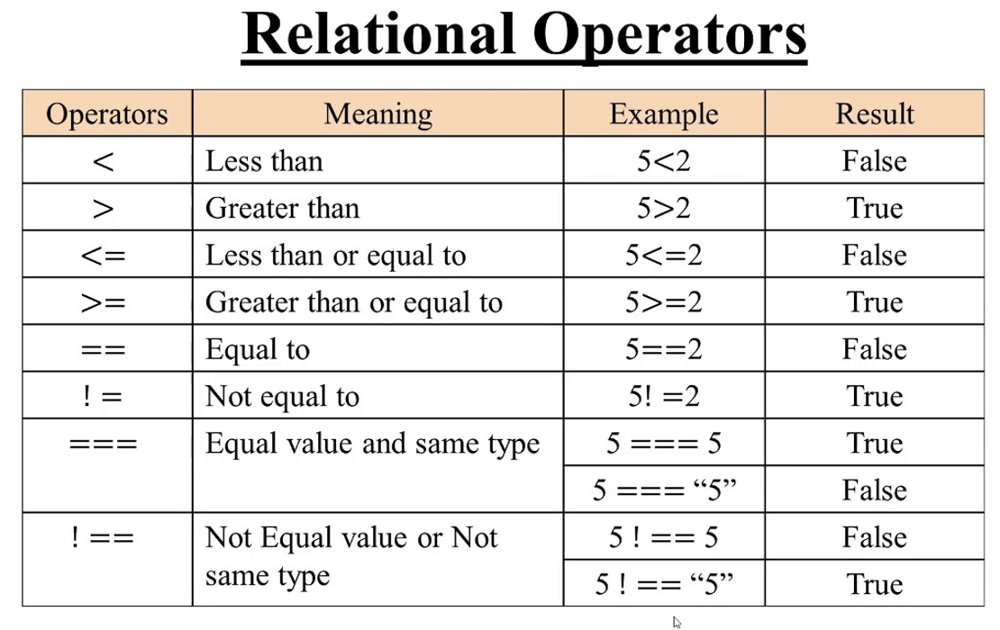 Relational Operators
Operators Meaning Example Result
< Less than 5<2 False
> Greater than 5>2 True
<= Less than or equal to 5<=2 False
>= Greater than or equal to 5>=2 True
== Equal to 5==2 False
! = Not equal to 5! =2 True
=== Equal value and same type 5 === 5 True
5 === “5” False
! == Not Equal value or Not 5 ! == 5 False
same type 5 ! == “5” True